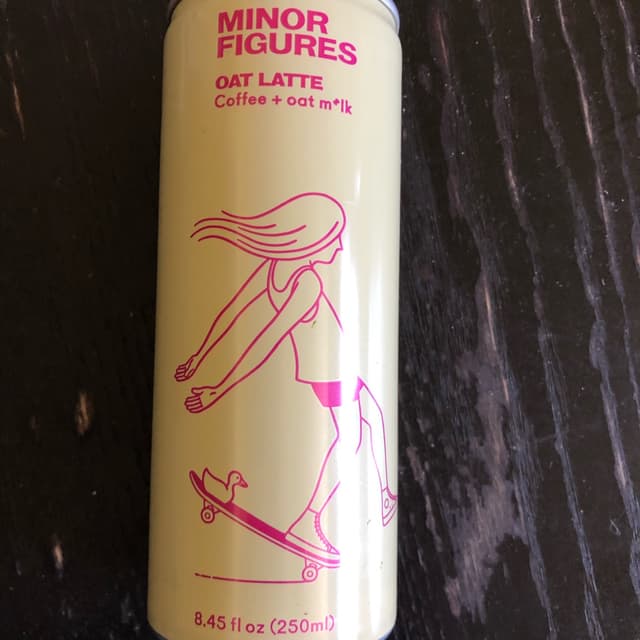 MINOR
FIGURES
OAT LATTE
Coffee + oat m*lk
8.45 fl oz (250ml)